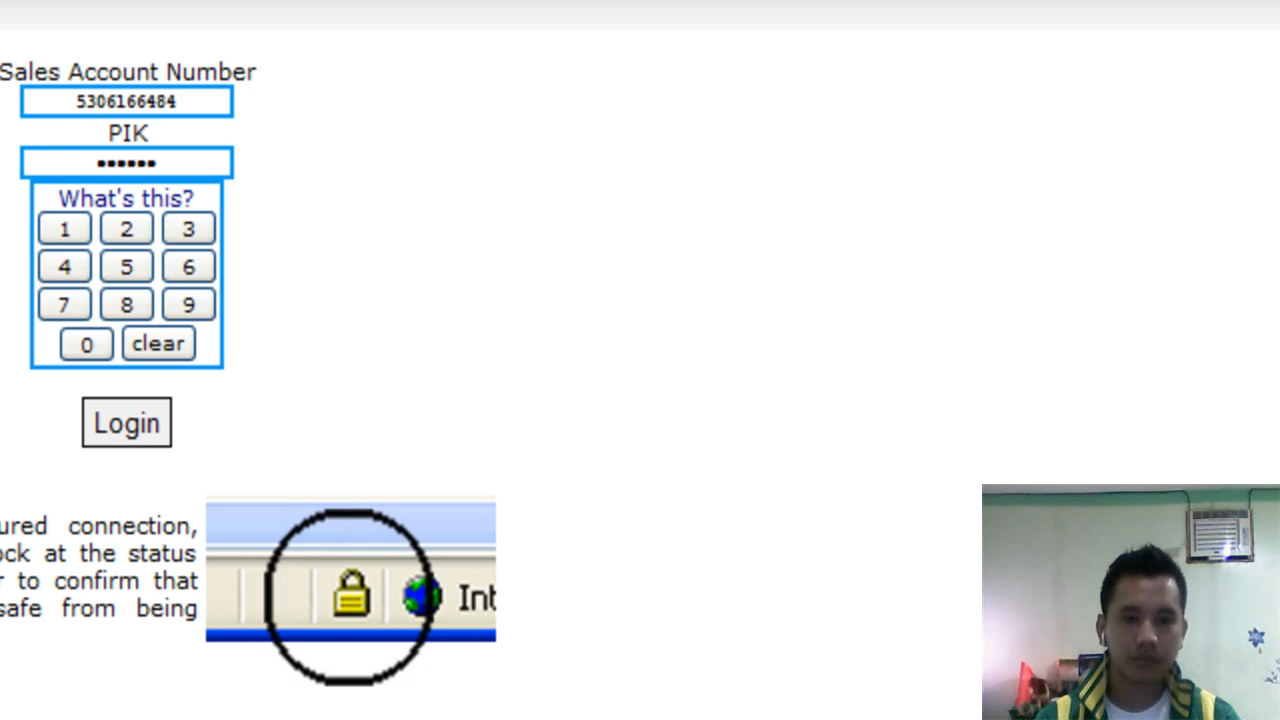 Sales Account Number
5306166484
PIK
••••••
What's this?
1 2 3
4 5 6
7 8 9
0 clear
Login
ured connection,
ock at the status
r to confirm that
safe from being
Int